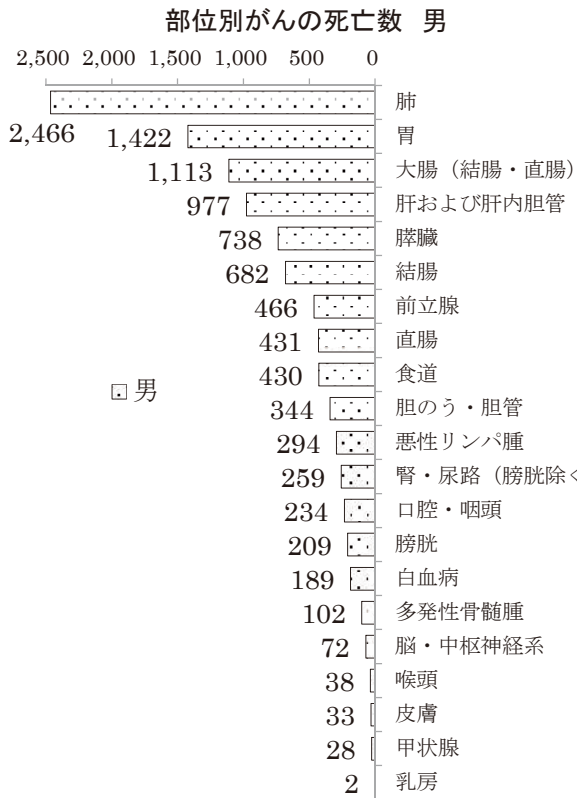 部位別がんの死亡数 男
2,500 2,000 1,500 1,000 500 0
2,466 肺
1,422 胃
1,113 大腸（結腸・直腸）
977 肝および肝内胆管
738 膵臓
682 結腸
466 前立腺
431 直腸
430 食道
男
344 胆のう・胆管
294 悪性リンパ腫
259 腎・尿路（膀胱除く
234 口腔・咽頭
209 膀胱
189 白血病
102 多発性骨髄腫
72 脳・中枢神経系
38 喉頭
33 皮膚
28 甲状腺
2 乳房